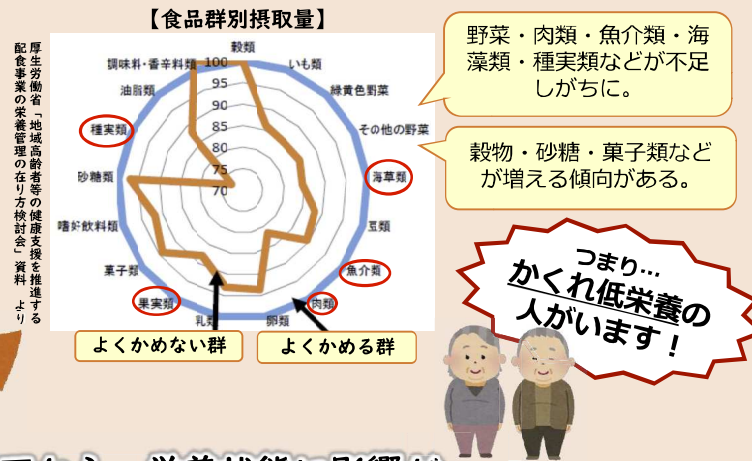 【食品群別摂取量】
厚生労働省「地域高齢者等の健康支援を推進する
配食事業の栄養管理の在り方検討会」資料 より
穀類
いも類
緑黄色野菜
その他の野菜
海草類
豆類
魚介類
肉類
卵類
乳類
果実類
菓子類
嗜好飲料類
砂糖類
種実類
油脂類
調味料・香辛料類
100
95
90
85
80
75
70
よくかめない群
よくかめる群
野菜・肉類・魚介類・海
藻類・種実類などが不足
しがちに。
穀物・砂糖・菓子類など
が増える傾向がある。
つまり…
かくれ低栄養の
人がいます！